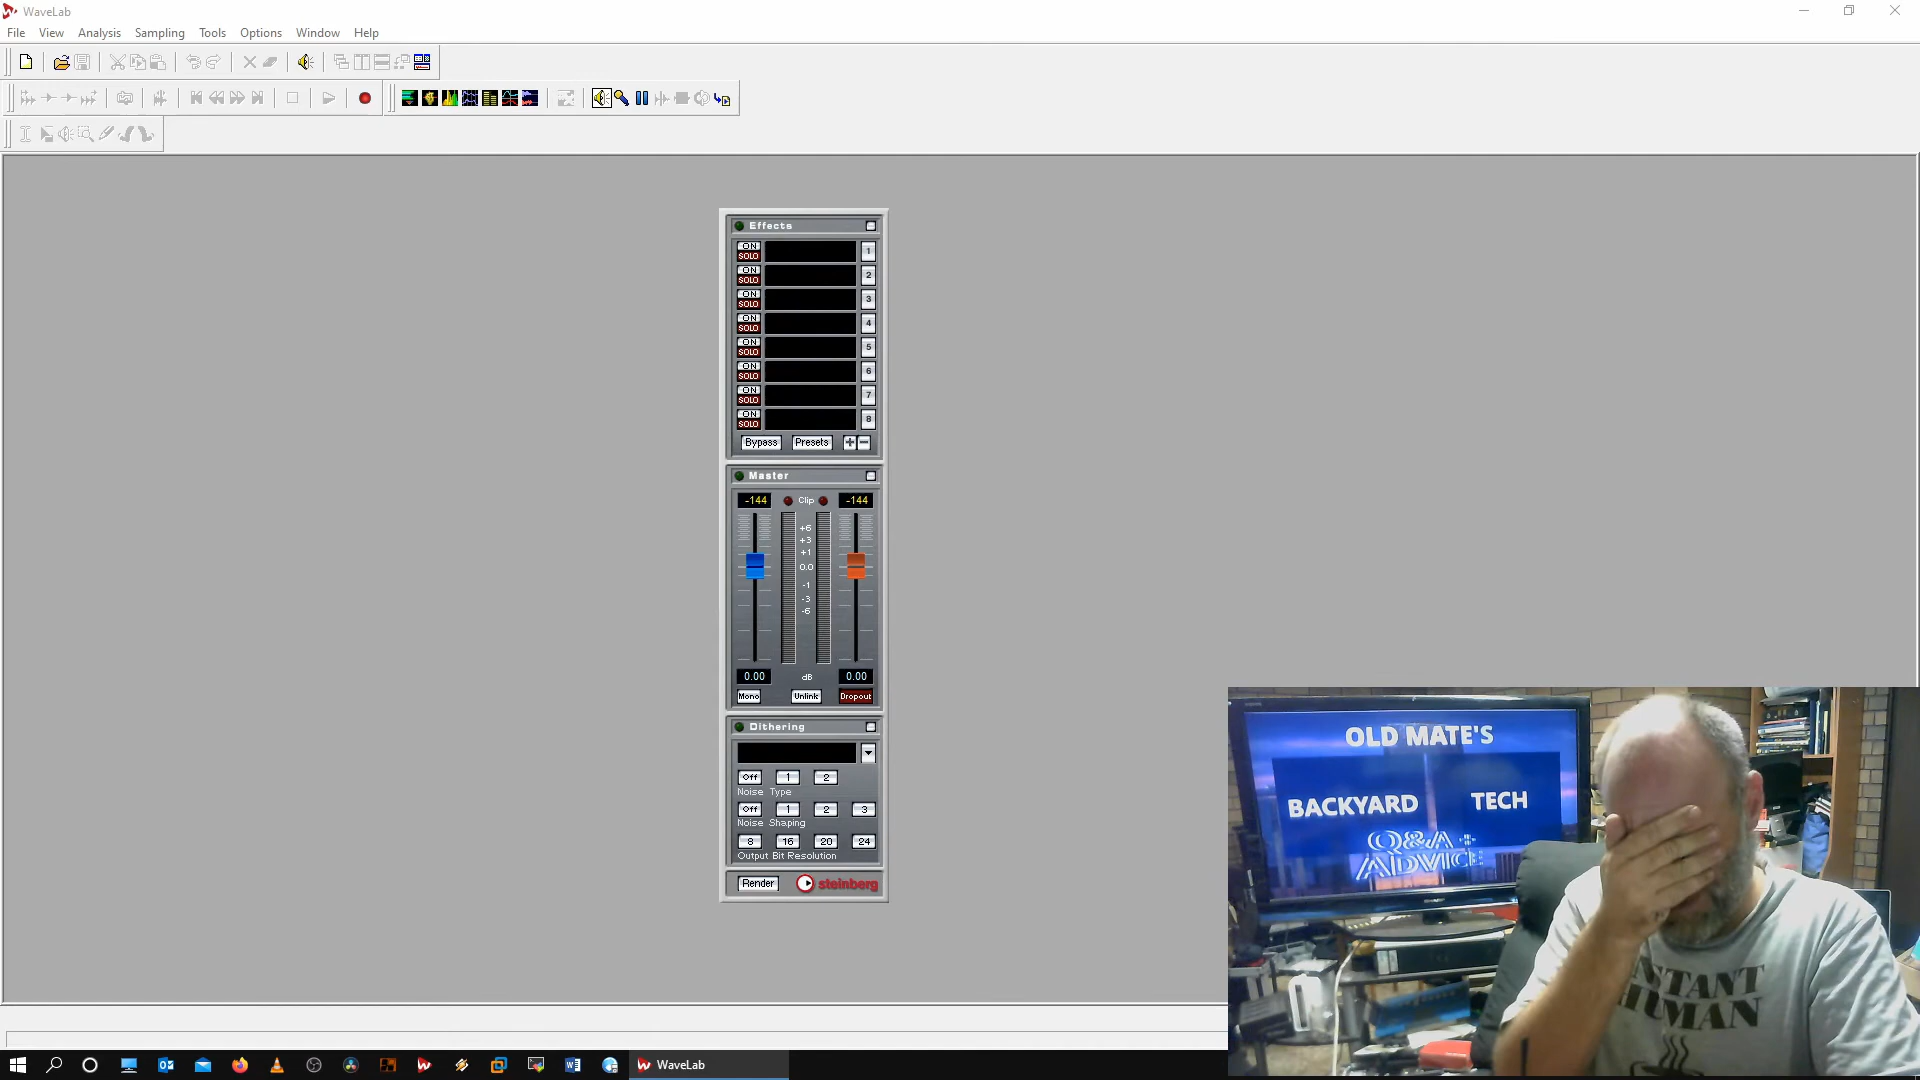 WaveLab
File View Analysis Sampling Tools Options Window Help
Effects
ON
SOLO
1
ON
SOLO
2
ON
SOLO
3
ON
SOLO
4
ON
SOLO
5
ON
SOLO
6
ON
SOLO
7
ON
SOLO
8
Bypass Presets + −
Master
-144 Clip -144
+6
+3
+1
0.0
-1
-3
-6
0.00 dB 0.00
Mono Unlink Dropout
Dithering
Off 1 2
Noise Type
Off 1 2 3
Noise Shaping
8 16 20 24
Output Bit Resolution
Render steinberg
OLD MATE'S
BACKYARD TECH
Q&A +
NSTANT
HUMAN
WaveLab